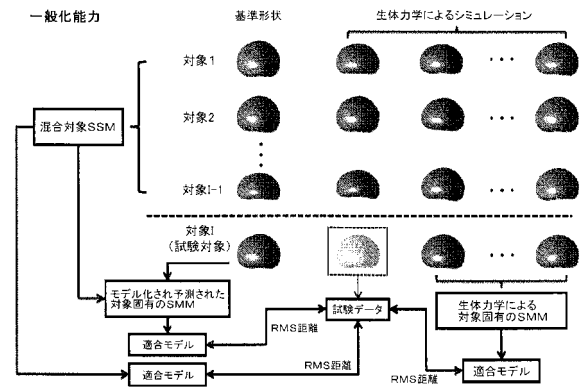 一般化能力
基準形状
生体力学によるシミュレーション
対象1
対象2
対象I-1
混合対象SSM
対象I
(試験対象)
モデル化され予測された
対象固有のSMM
試験データ
生体力学による
対象固有のSMM
RMS距離
適合モデル
RMS距離
適合モデル
RMS距離
適合モデル